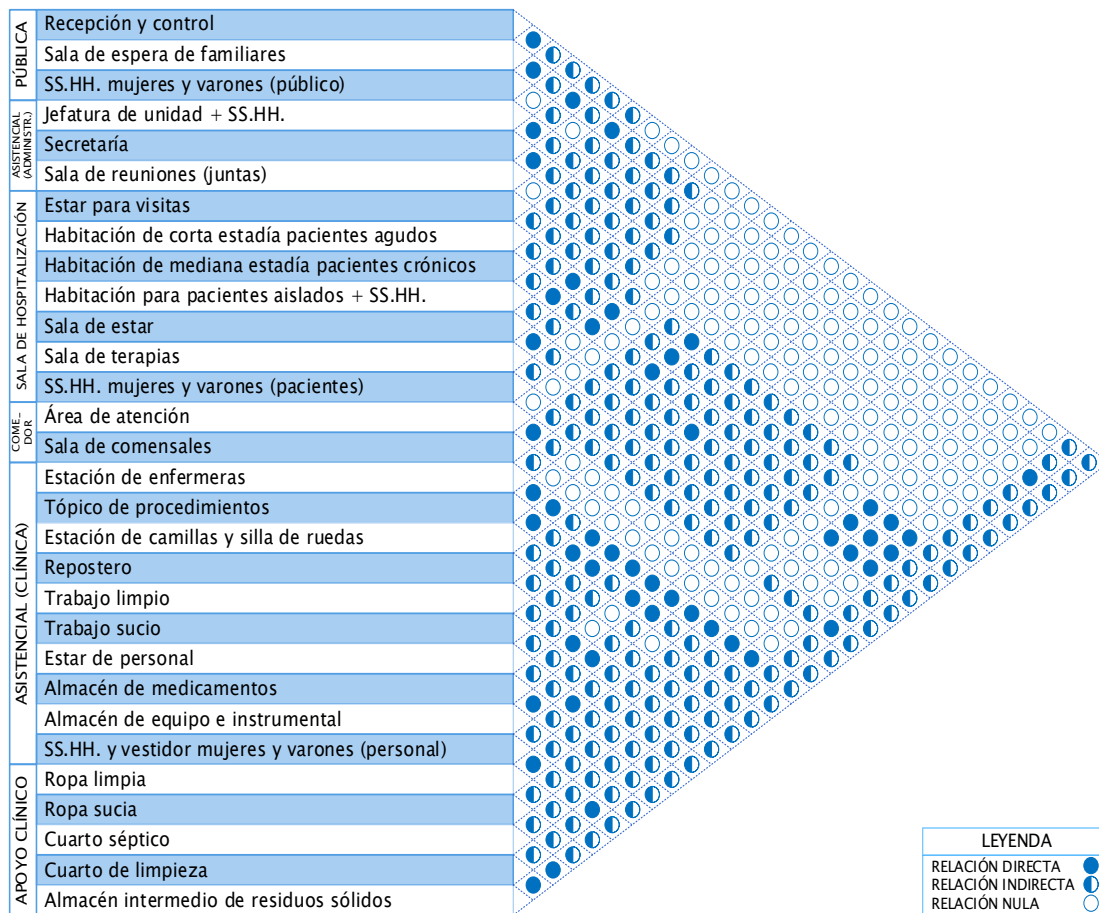 PÚBLICA
Recepción y control
Sala de espera de familiares
SS.HH. mujeres y varones (público)
ASISTENCIAL
(ADMINISTR.)
Jefatura de unidad + SS.HH.
Secretaría
Sala de reuniones (juntas)
SALA DE HOSPITALIZACIÓN
Estar para visitas
Habitación de corta estadía pacientes agudos
Habitación de mediana estadía pacientes crónicos
Habitación para pacientes aislados + SS.HH.
Sala de estar
Sala de terapias
SS.HH. mujeres y varones (pacientes)
COME_
DOR
Área de atención
Sala de comensales
ASISTENCIAL (CLÍNICA)
Estación de enfermeras
Tópico de procedimientos
Estación de camillas y silla de ruedas
Repostero
Trabajo limpio
Trabajo sucio
Estar de personal
Almacén de medicamentos
Almacén de equipo e instrumental
SS.HH. y vestidor mujeres y varones (personal)
APOYO CLÍNICO
Ropa limpia
Ropa sucia
Cuarto séptico
Cuarto de limpieza
Almacén intermedio de residuos sólidos
LEYENDA
RELACIÓN DIRECTA
RELACIÓN INDIRECTA
RELACIÓN NULA